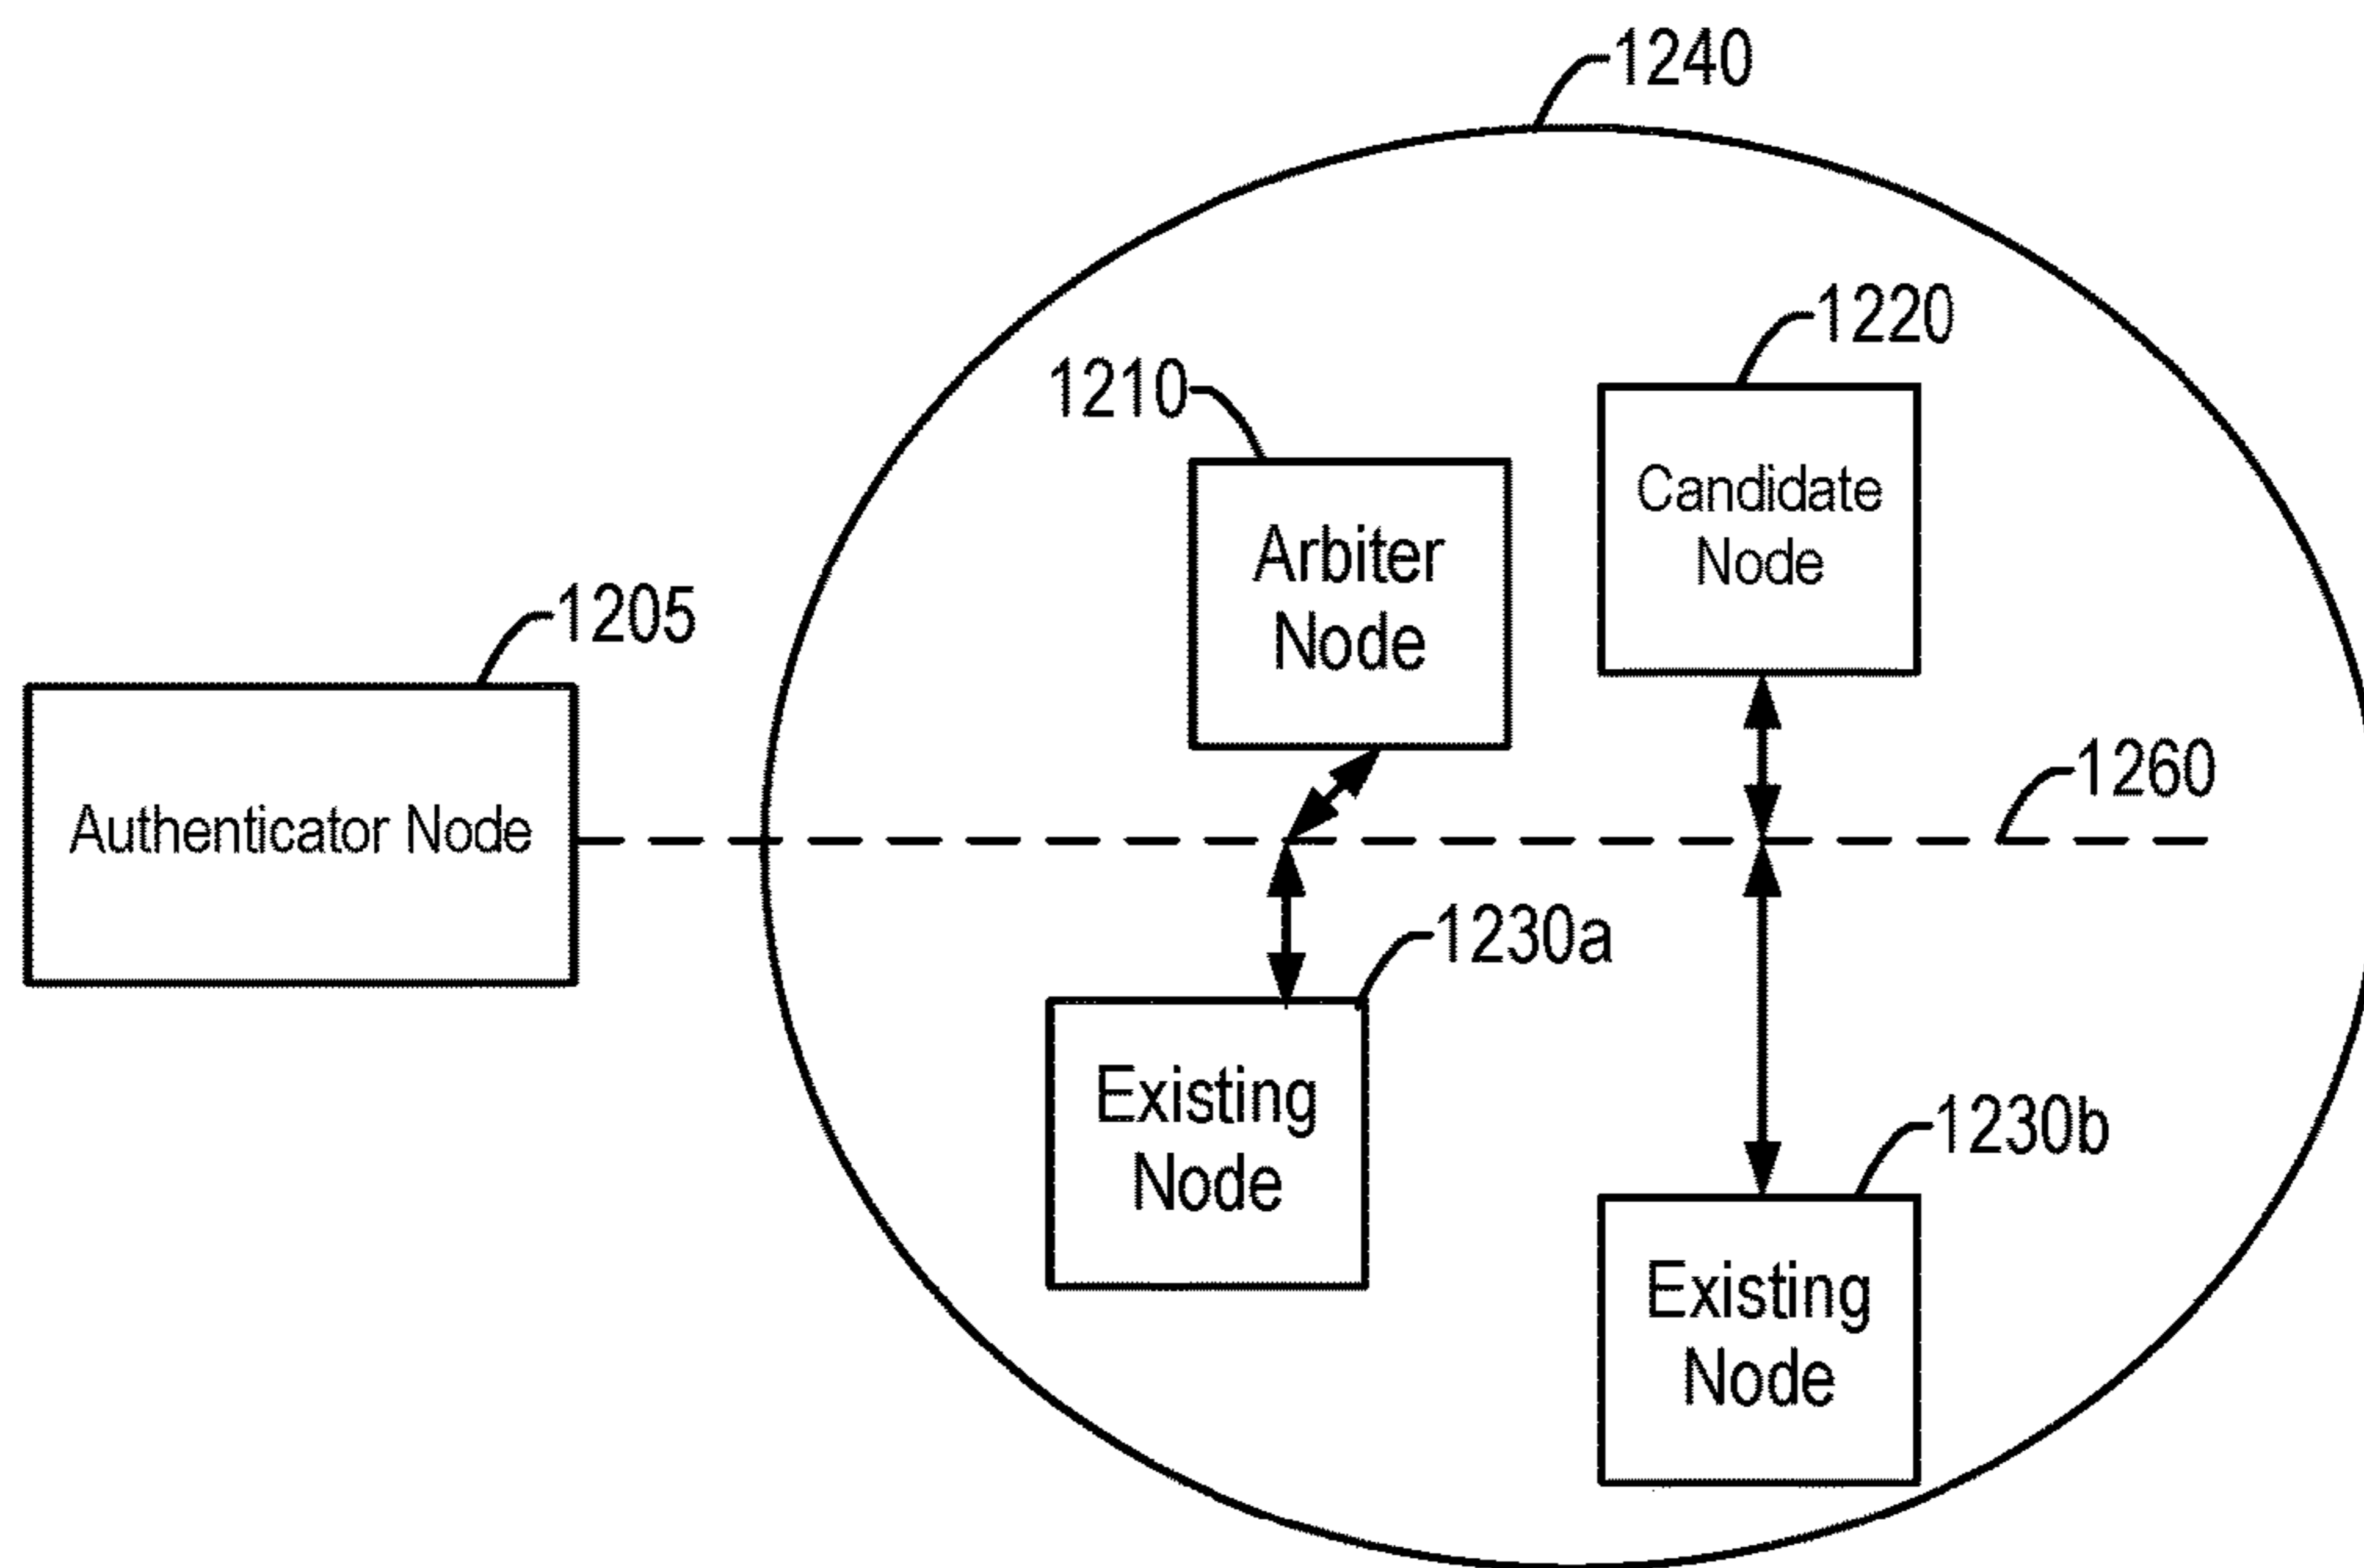 1240
1220
1210
Candidate
Node
Arbiter
Node
1205
1260
Authenticator Node
1230a
Existing
Node
1230b
Existing
Node